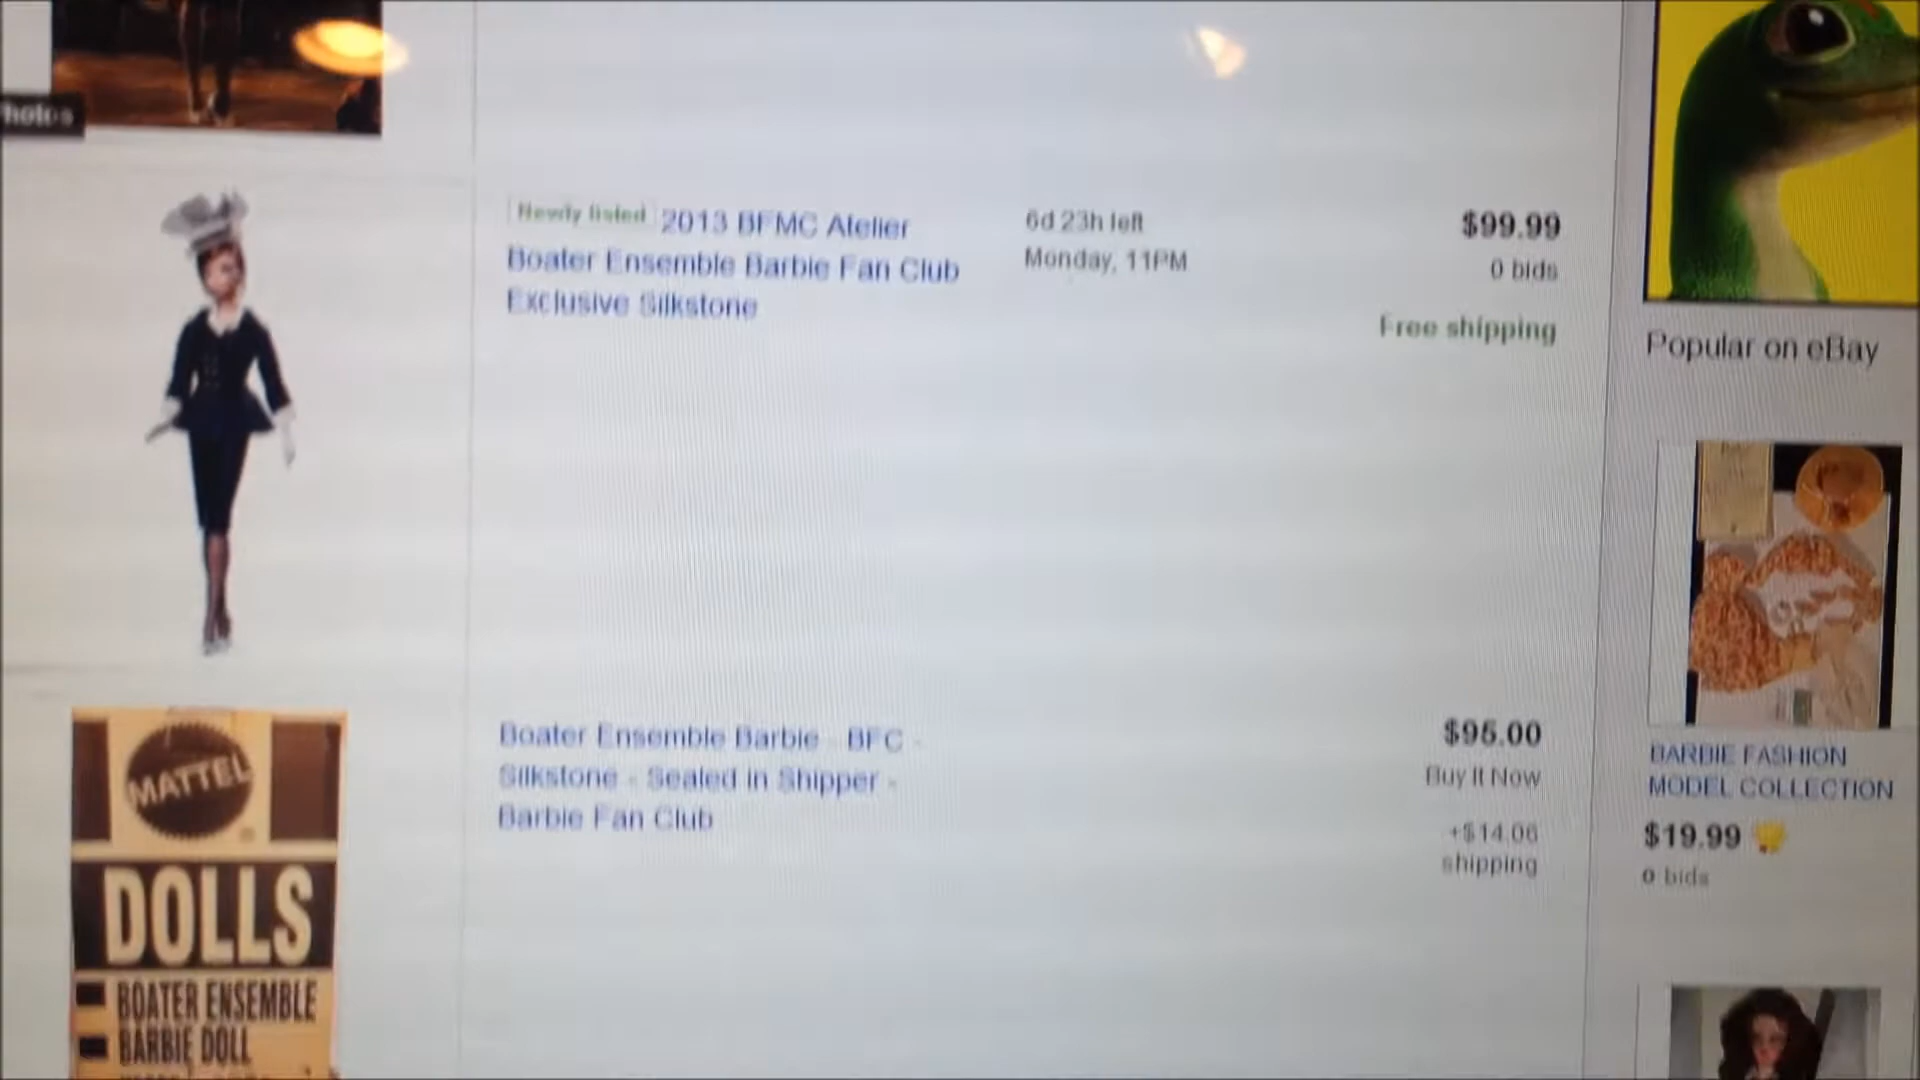 Photos
Newly listed 2013 BFMC Atelier
Boater Ensemble Barbie Fan Club
Exclusive Silkstone
6d 23h left
Monday, 11PM
$99.99
0 bids
Free shipping
Popular on eBay
MATTEL
DOLLS
BOATER ENSEMBLE
BARBIE DOLL
Boater Ensemble Barbie - BFC -
Silkstone - Sealed in Shipper -
Barbie Fan Club
$95.00
Buy It Now
+$14.06
shipping
BARBIE FASHION
MODEL COLLECTION
$19.99
0 bids